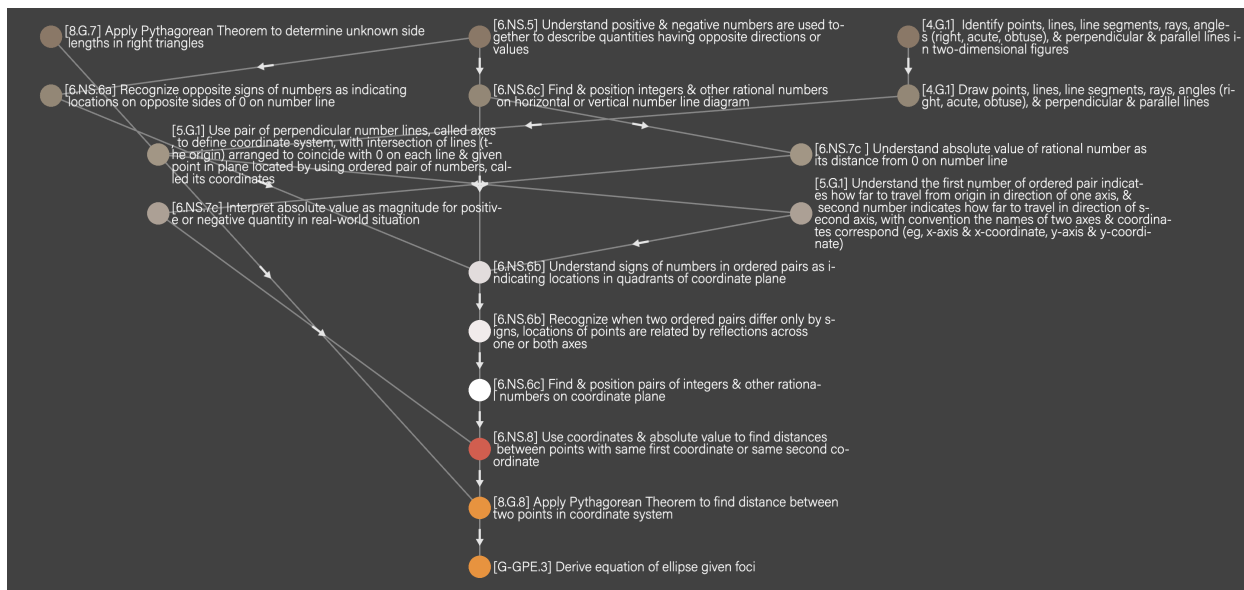 [8.G.7] Apply Pythagorean Theorem to determine unknown side
lengths in right triangles
[6.NS.5] Understand positive & negative numbers are used to-
gether to describe quantities having opposite directions or
values
[4.G.1] Identify points, lines, line segments, rays, angle-
s (right, acute, obtuse), & perpendicular & parallel lines i-
n two-dimensional figures
[6.NS.6a] Recognize opposite signs of numbers as indicating
locations on opposite sides of 0 on number line
[6.NS.6c] Find & position integers & other rational numbers
on horizontal or vertical number line diagram
[4.G.1] Draw points, lines, line segments, rays, angles (ri-
ght, acute, obtuse), & perpendicular & parallel lines
[5.G.1] Use pair of perpendicular number lines, called axes
, to define coordinate system, with intersection of lines (t-
he origin) arranged to coincide with 0 on each line & given
point in plane located by using ordered pair of numbers, cal-
led its coordinates
[6.NS.7c ] Understand absolute value of rational number as
its distance from 0 on number line
[6.NS.7c] Interpret absolute value as magnitude for positiv-
e or negative quantity in real-world situation
[5.G.1] Understand the first number of ordered pair indicat-
es how far to travel from origin in direction of one axis, &
second number indicates how far to travel in direction of s-
econd axis, with convention the names of two axes & coordina-
tes correspond (eg, x-axis & x-coordinate, y-axis & y-coordi-
nate)
[6.NS.6b] Understand signs of numbers in ordered pairs as i-
ndicating locations in quadrants of coordinate plane
[6.NS.6b] Recognize when two ordered pairs differ only by s-
igns, locations of points are related by reflections across
one or both axes
[6.NS.6c] Find & position pairs of integers & other rationa-
l numbers on coordinate plane
[6.NS.8] Use coordinates & absolute value to find distances
between points with same first coordinate or same second co-
ordinate
[8.G.8] Apply Pythagorean Theorem to find distance between
two points in coordinate system
[G-GPE.3] Derive equation of ellipse given foci